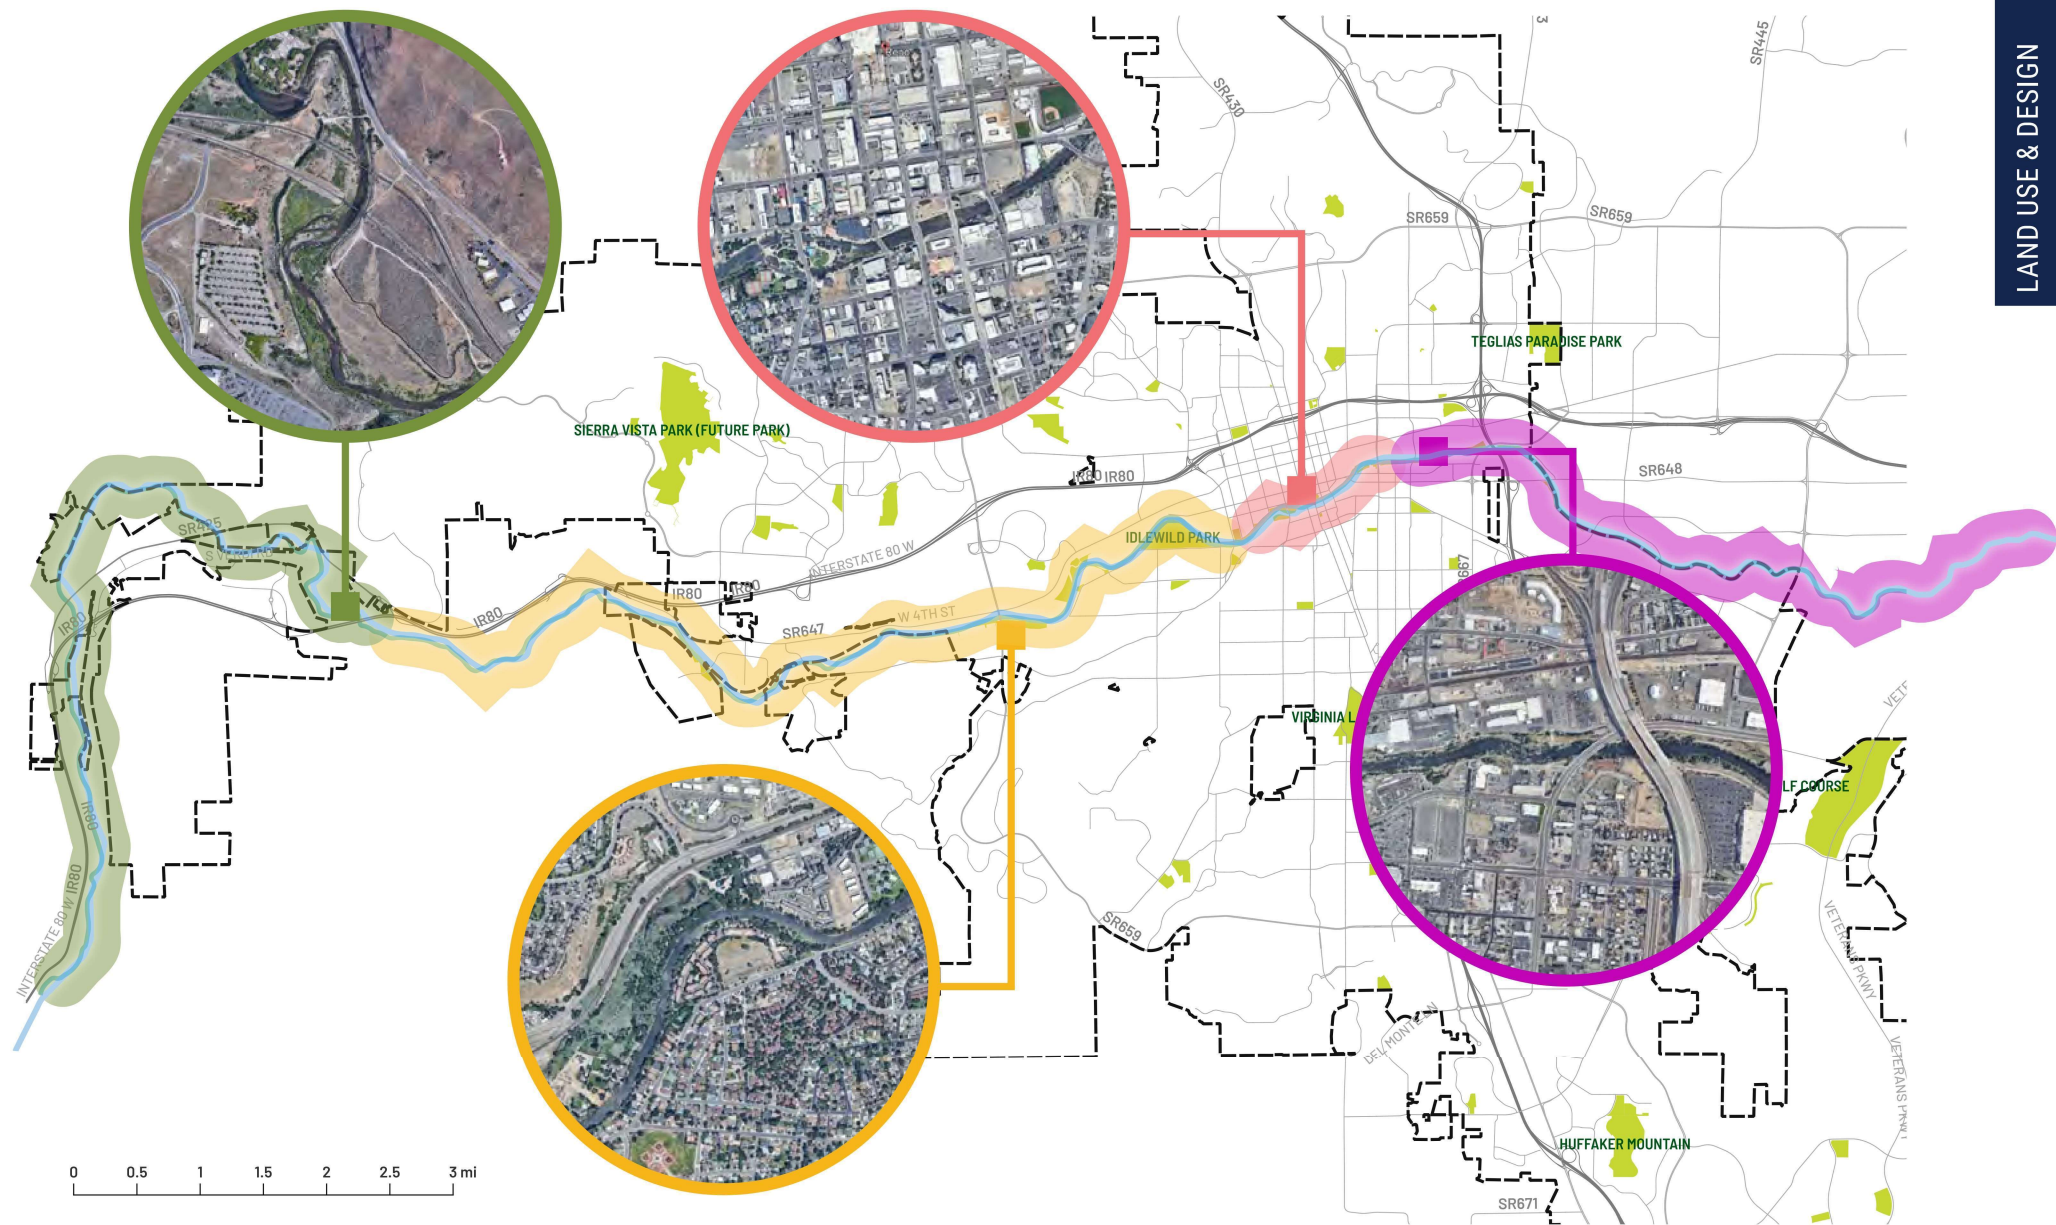 LAND USE & DESIGN
SR445
SR430
SR659
SR659
TEGLIAS PARADISE PARK
SIERRA VISTA PARK (FUTURE PARK)
IR80
IR80
SR648
SR425
IDLEWILD PARK
INTERSTATE 80 W
IR80
IR80
IR80
IR80
W 4TH ST
SR647
VIRGINIA L
LF COURSE
IR80
IR80
INTERSTATE 80 W
SR659
VETERANS PKWY
DEL MONTE LN
HUFFAKER MOUNTAIN
SR671
0 0.5 1 1.5 2 2.5 3 mi